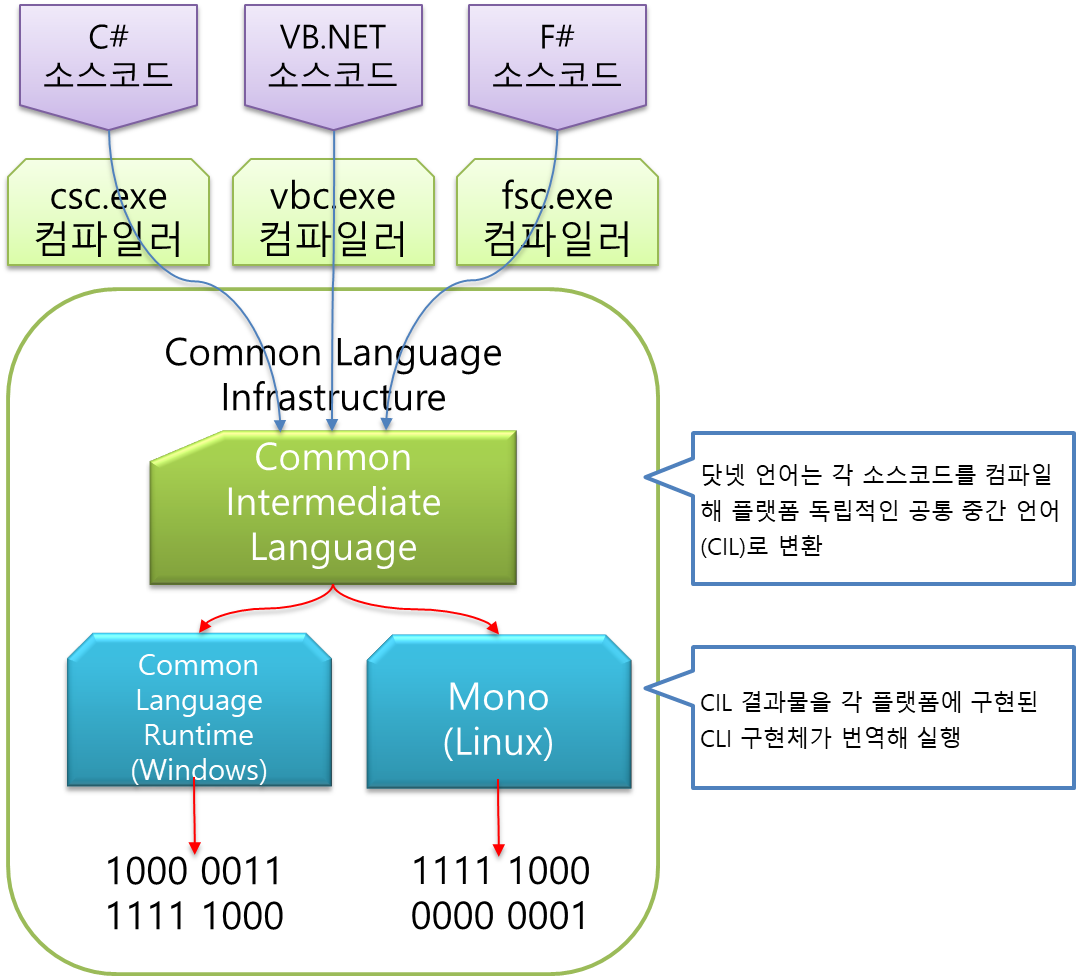 C#
소스코드
VB.NET
소스코드
F#
소스코드
csc.exe
컴파일러
vbc.exe
컴파일러
fsc.exe
컴파일러
Common Language
Infrastructure
Common
Intermediate
Language
닷넷 언어는 각 소스코드를 컴파일
해 플랫폼 독립적인 공통 중간 언어
(CIL)로 변환
Common
Language
Runtime
(Windows)
Mono
(Linux)
CIL 결과물을 각 플랫폼에 구현된
CLI 구현체가 번역해 실행
1000 0011
1111 1000
1111 1000
0000 0001